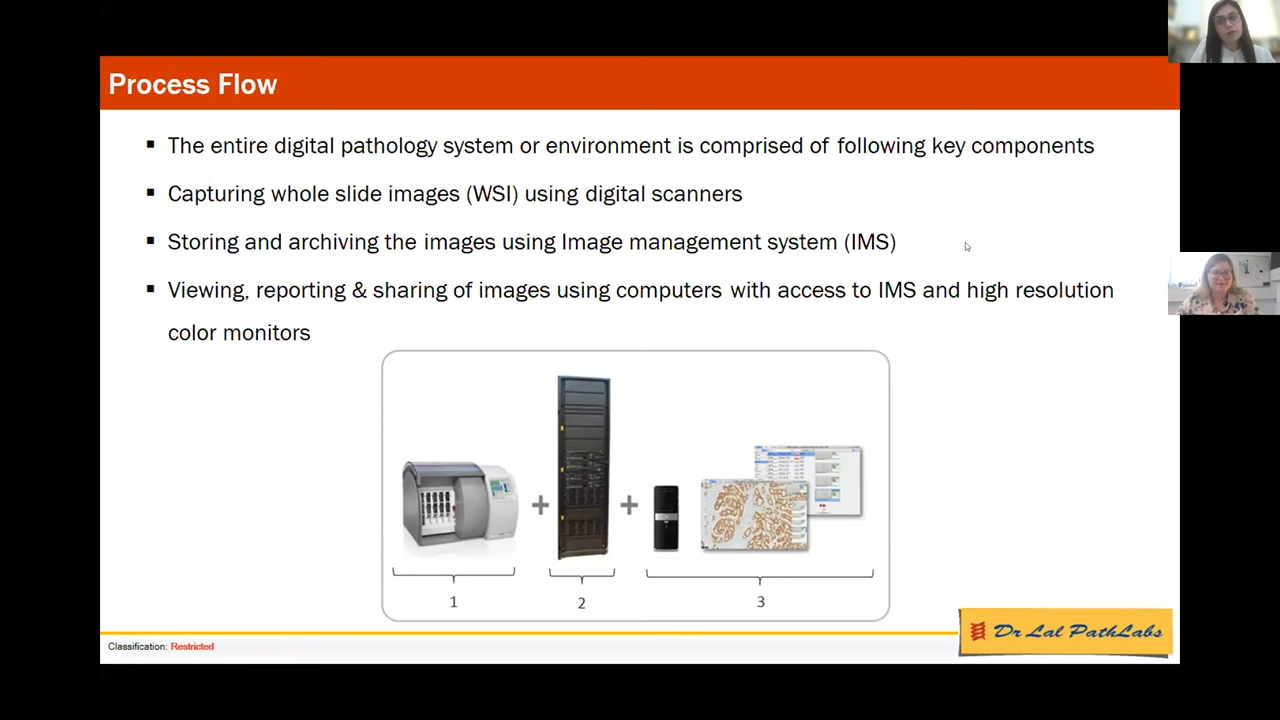 Process Flow
The entire digital pathology system or environment is comprised of following key components
Capturing whole slide images (WSI) using digital scanners
Storing and archiving the images using Image management system (IMS)
Viewing, reporting & sharing of images using computers with access to IMS and high resolution
color monitors
+
+
1
2
3
Dr Lal PathLabs
Classification: Restricted